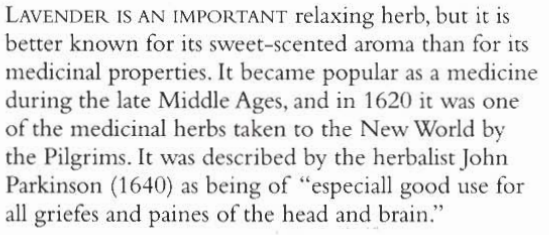 LAVENDER IS AN IMPORTANT relaxing herb, but it is
better known for its sweet-scented aroma than for its
medicinal properties. It became popular as a medicine
during the late Middle Ages, and in 1620 it was one
of the medicinal herbs taken to the New World by
the Pilgrims. It was described by the herbalist John
Parkinson (1640) as being of “especiall good use for
all griefes and paines of the head and brain.”